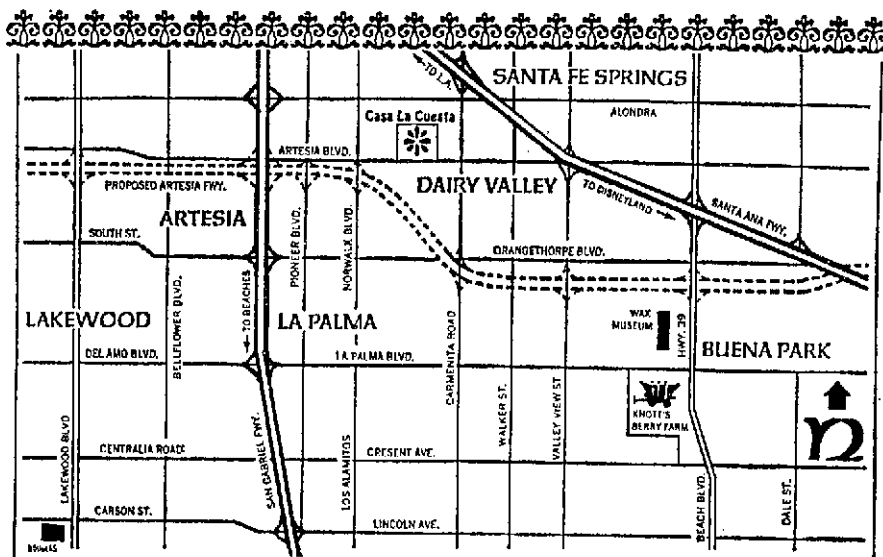 SANTA FE SPRINGS
TO L.A.
ALONDRA
Casa La Cuesta
ARTESIA BLVD.
PROPOSED ARTESIA FWY.
DAIRY VALLEY
TO DISNEYLAND
SANTA ANA FWY.
ARTESIA
SOUTH ST.
PIONEER BLVD.
NORWALK BLVD.
ORANGETHORPE BLVD.
LAKEWOOD
BELLFLOWER BLVD.
TO BEACHES
LA PALMA
CARMENITA ROAD
WAX
MUSEUM
HWY. 39
BUENA PARK
DEL AMO BLVD.
LA PALMA BLVD.
WALKER ST.
VALLEY VIEW ST
KNOTT'S
BERRY FARM
LAKEWOOD BLVD
CENTRALIA ROAD
SAN GABRIEL FWY.
LOS ALAMITOS
CRESENT AVE.
BEACH BLVD.
DALE ST.
n
CARSON ST.
LINCOLN AVE.